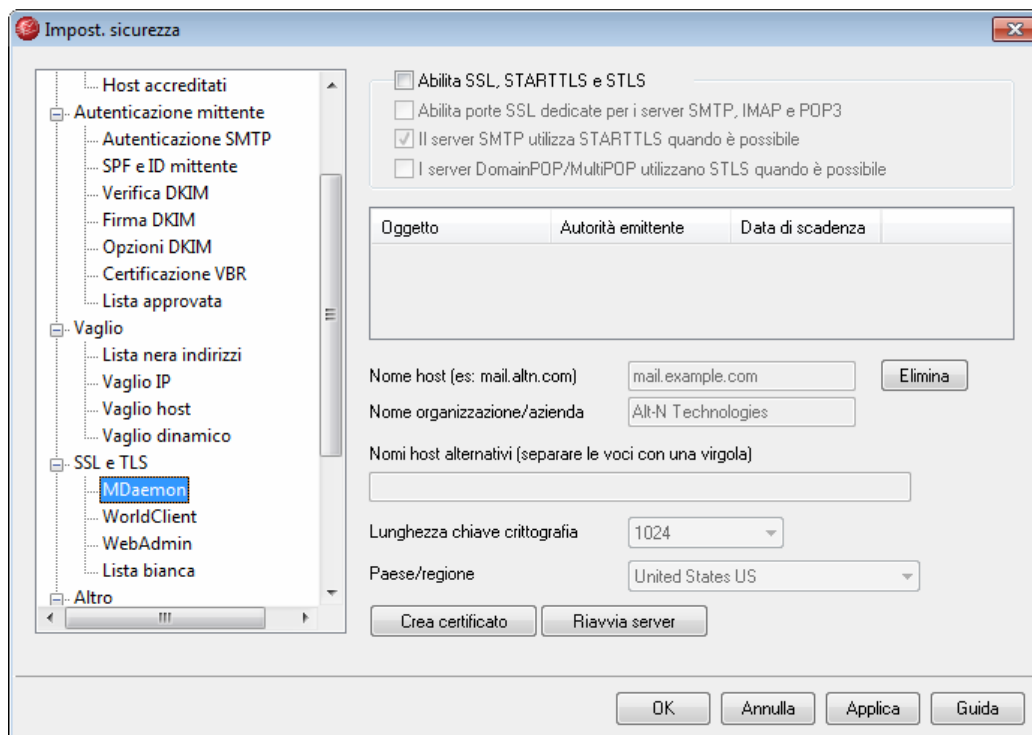 Impost. sicurezza
Host accreditati
Autenticazione mittente
Autenticazione SMTP
SPF e ID mittente
Verifica DKIM
Firma DKIM
Opzioni DKIM
Certificazione VBR
Lista approvata
Vaglio
Lista nera indirizzi
Vaglio IP
Vaglio host
Vaglio dinamico
SSL e TLS
MDaemon
WorldClient
WebAdmin
Lista bianca
Altro
Abilita SSL, STARTTLS e STLS
Abilita porte SSL dedicate per i server SMTP, IMAP e POP3
Il server SMTP utilizza STARTTLS quando è possibile
I server DomainPOP/MultiPOP utilizzano STLS quando è possibile
Oggetto Autorità emittente Data di scadenza
Nome host (es: mail.altn.com) mail.example.com Elimina
Nome organizzazione/azienda Alt-N Technologies
Nomi host alternativi (separare le voci con una virgola)
Lunghezza chiave crittografia 1024
Paese/regione United States US
Crea certificato Riavvia server
OK Annulla Applica Guida